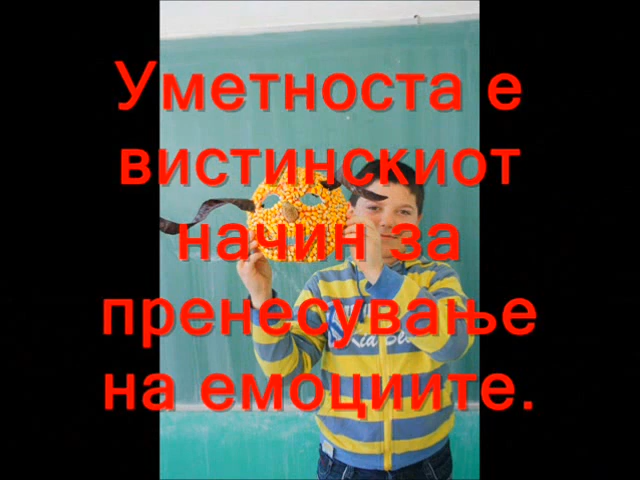 Уметноста е
вистинскиот
начин за
пренесување
на емоциите.